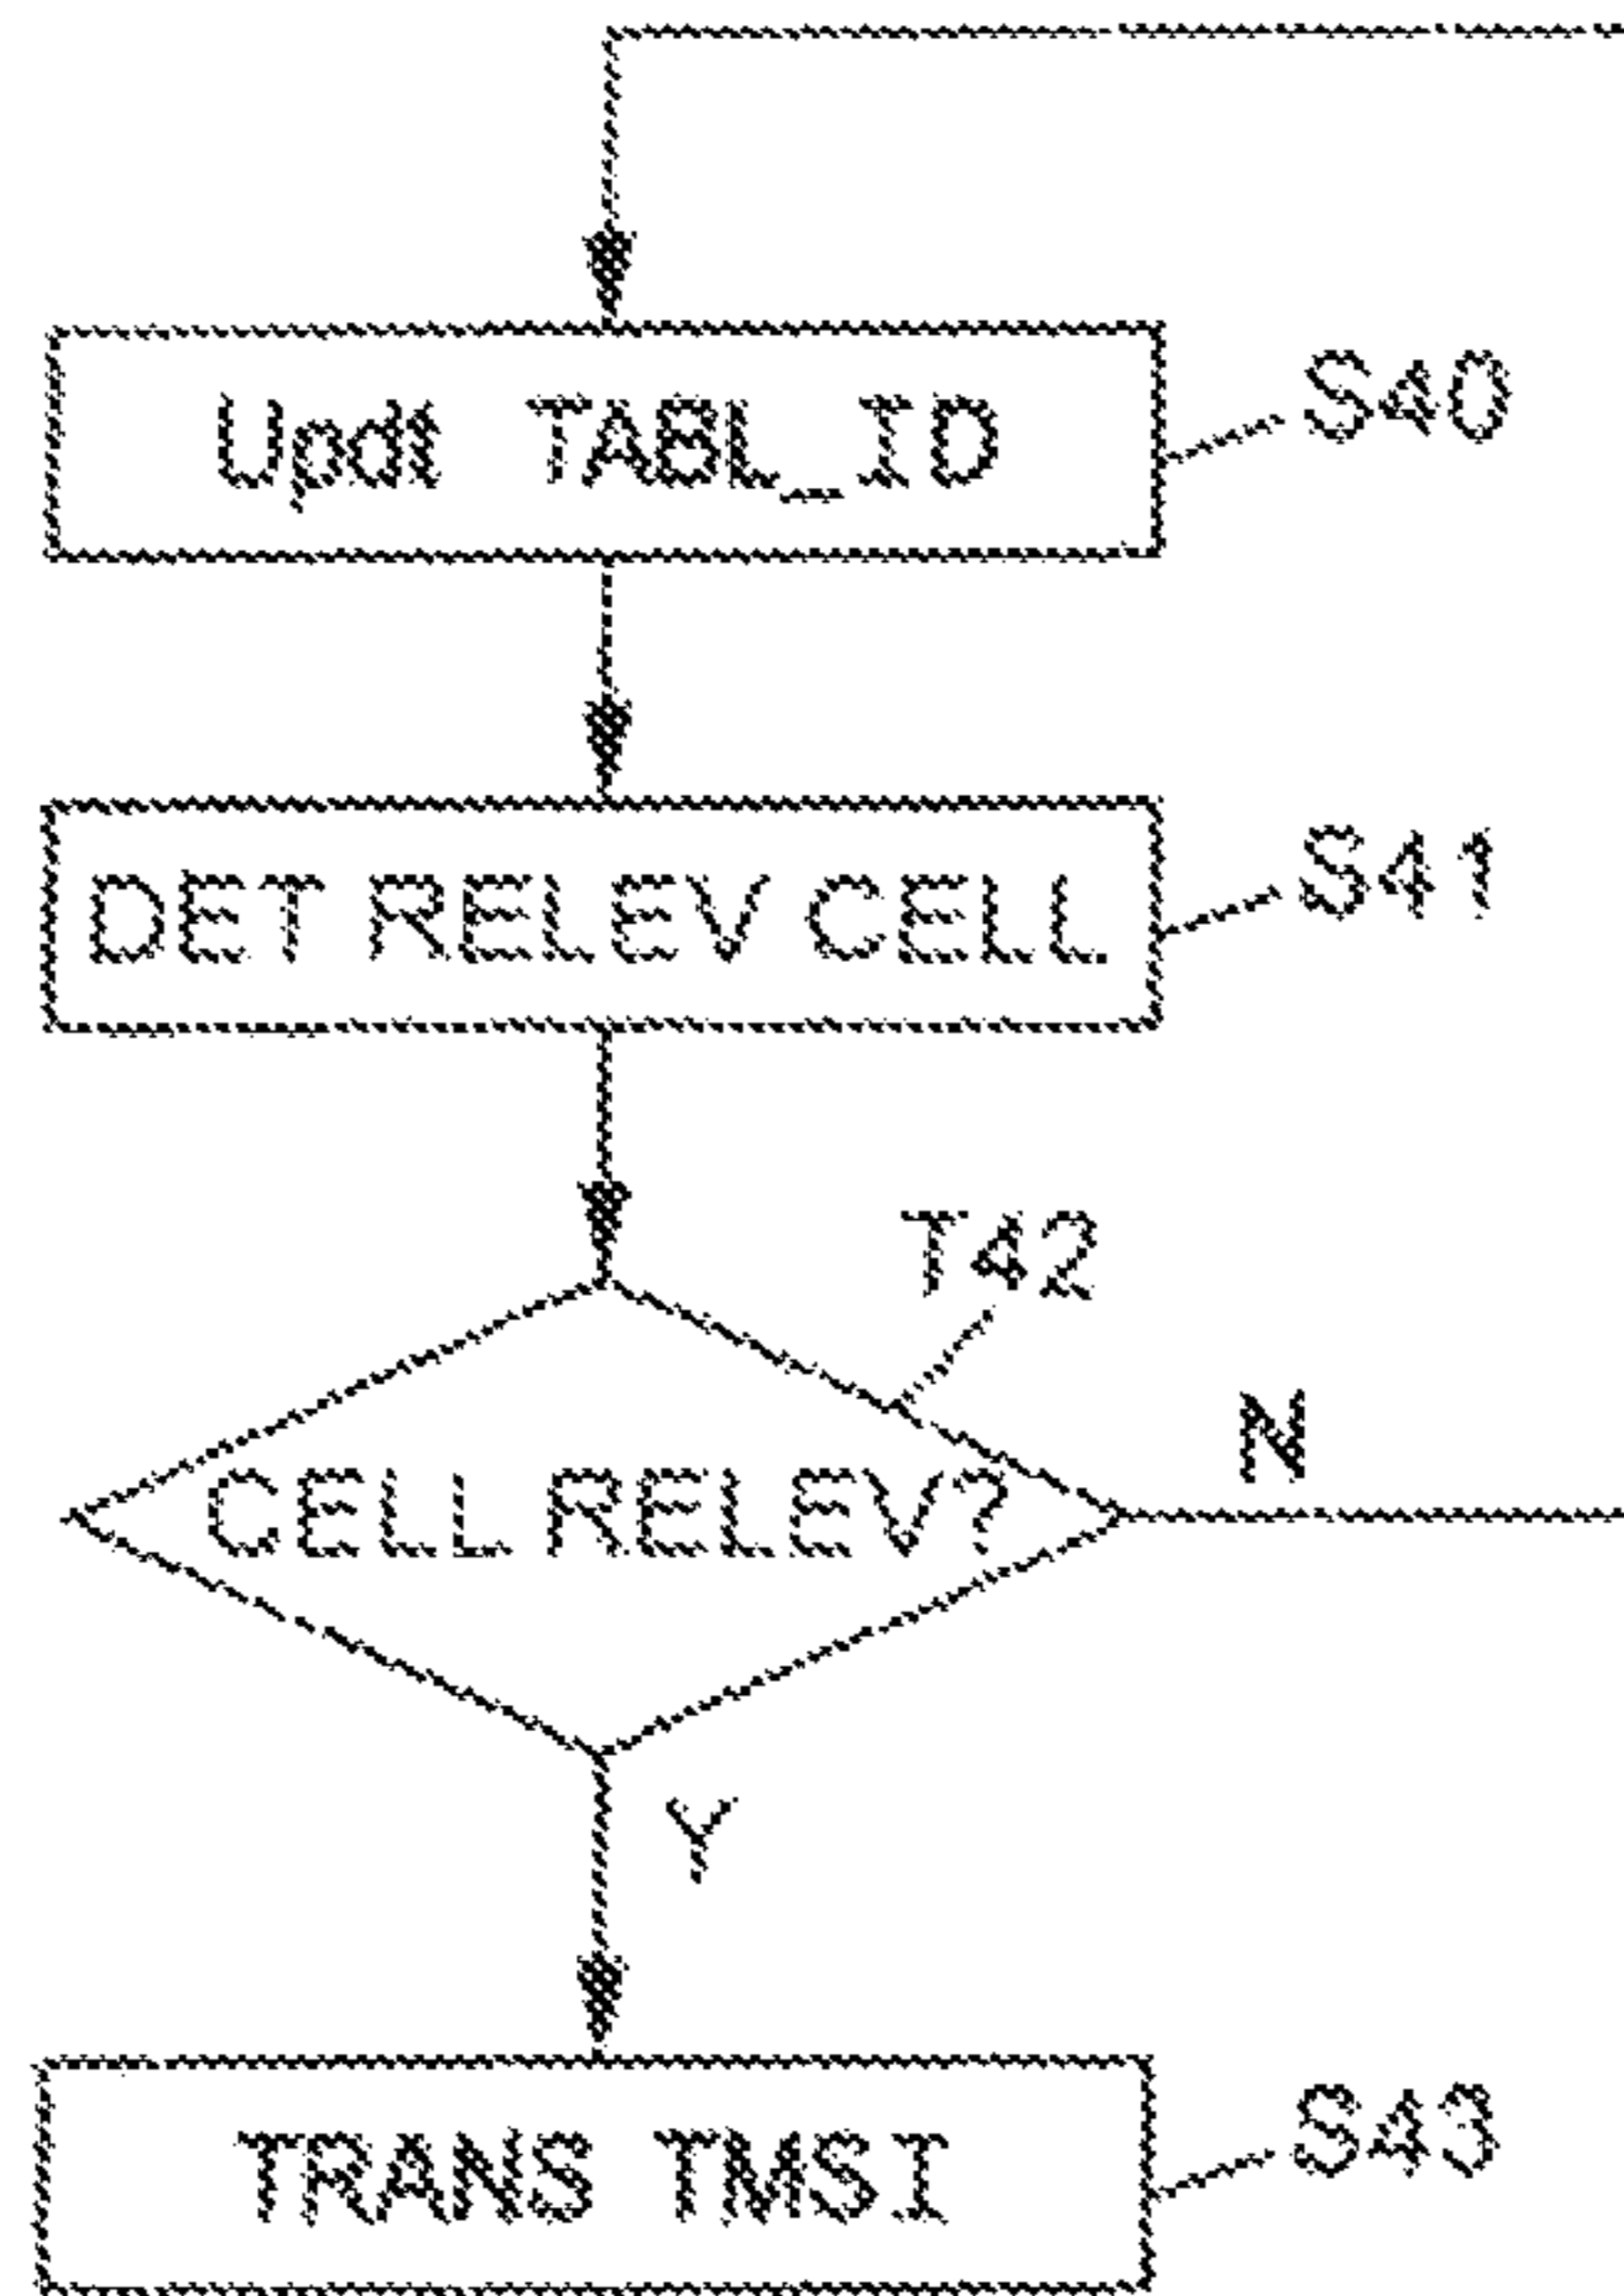 Updt TABL_ID
S40
DET RELEV CELL
S41
T42
CELL RELEV?
N
Y
TRANS TMSI
S43